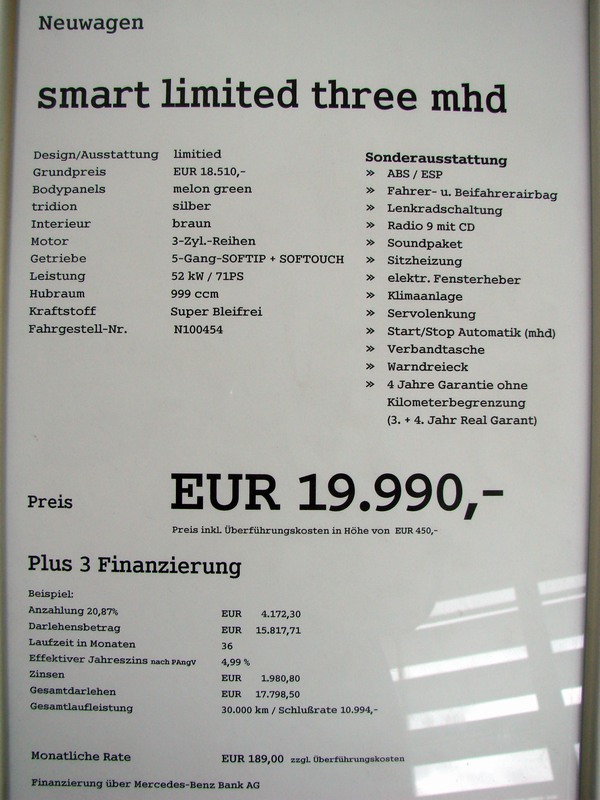 Neuwagen
smart limited three mhd
Design/Ausstattung limitied
Grundpreis EUR 18.510,-
Bodypanels melon green
tridion silber
Interieur braun
Motor 3-Zyl.-Reihen
Getriebe 5-Gang-SOFTIP + SOFTOUCH
Leistung 52 kW / 71PS
Hubraum 999 ccm
Kraftstoff Super Bleifrei
Fahrgestell-Nr. N100454
Sonderausstattung
» ABS / ESP
» Fahrer- u. Beifahrerairbag
» Lenkradschaltung
» Radio 9 mit CD
» Soundpaket
» Sitzheizung
» elektr. Fensterheber
» Klimaanlage
» Servolenkung
» Start/Stop Automatik (mhd)
» Verbandtasche
» Warndreieck
» 4 Jahre Garantie ohne
Kilometerbegrenzung
(3. + 4. Jahr Real Garant)
Preis EUR 19.990,-
Preis inkl. Überführungskosten in Höhe von EUR 450,-
Plus 3 Finanzierung
Beispiel:
Anzahlung 20,87% EUR 4.172,30
Darlehensbetrag EUR 15.817,71
Laufzeit in Monaten 36
Effektiver Jahreszins nach PAngV 4,99 %
Zinsen EUR 1.980,80
Gesamtdarlehen EUR 17.798,50
Gesamtlaufleistung 30.000 km / Schlußrate 10.994,-
Monatliche Rate EUR 189,00 zzgl. Überführungskosten
Finanzierung über Mercedes-Benz Bank AG